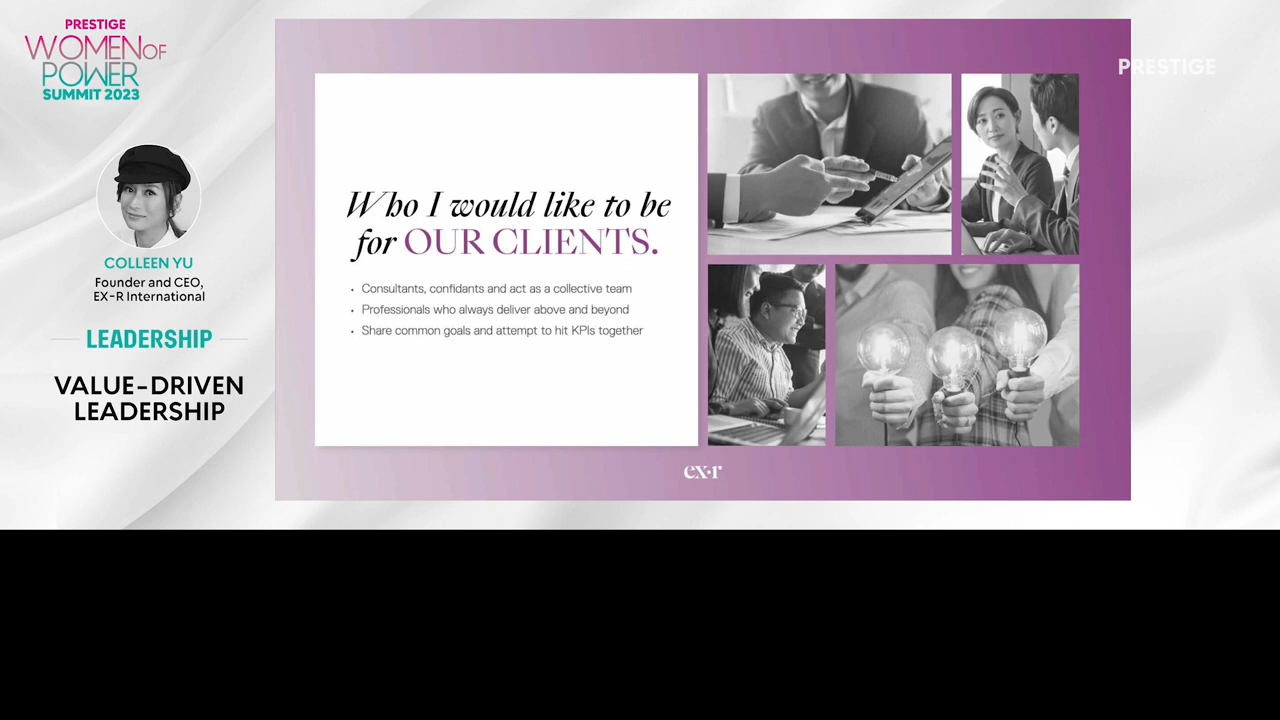 PRESTIGE
WOMEN OF
POWER
SUMMIT 2023
COLLEEN YU
Founder and CEO,
EX-R International
LEADERSHIP
VALUE-DRIVEN
LEADERSHIP
Who I would like to be
for OUR CLIENTS.
• Consultants, confidants and act as a collective team
• Professionals who always deliver above and beyond
• Share common goals and attempt to hit KPIs together
ex·r
PRESTIGE